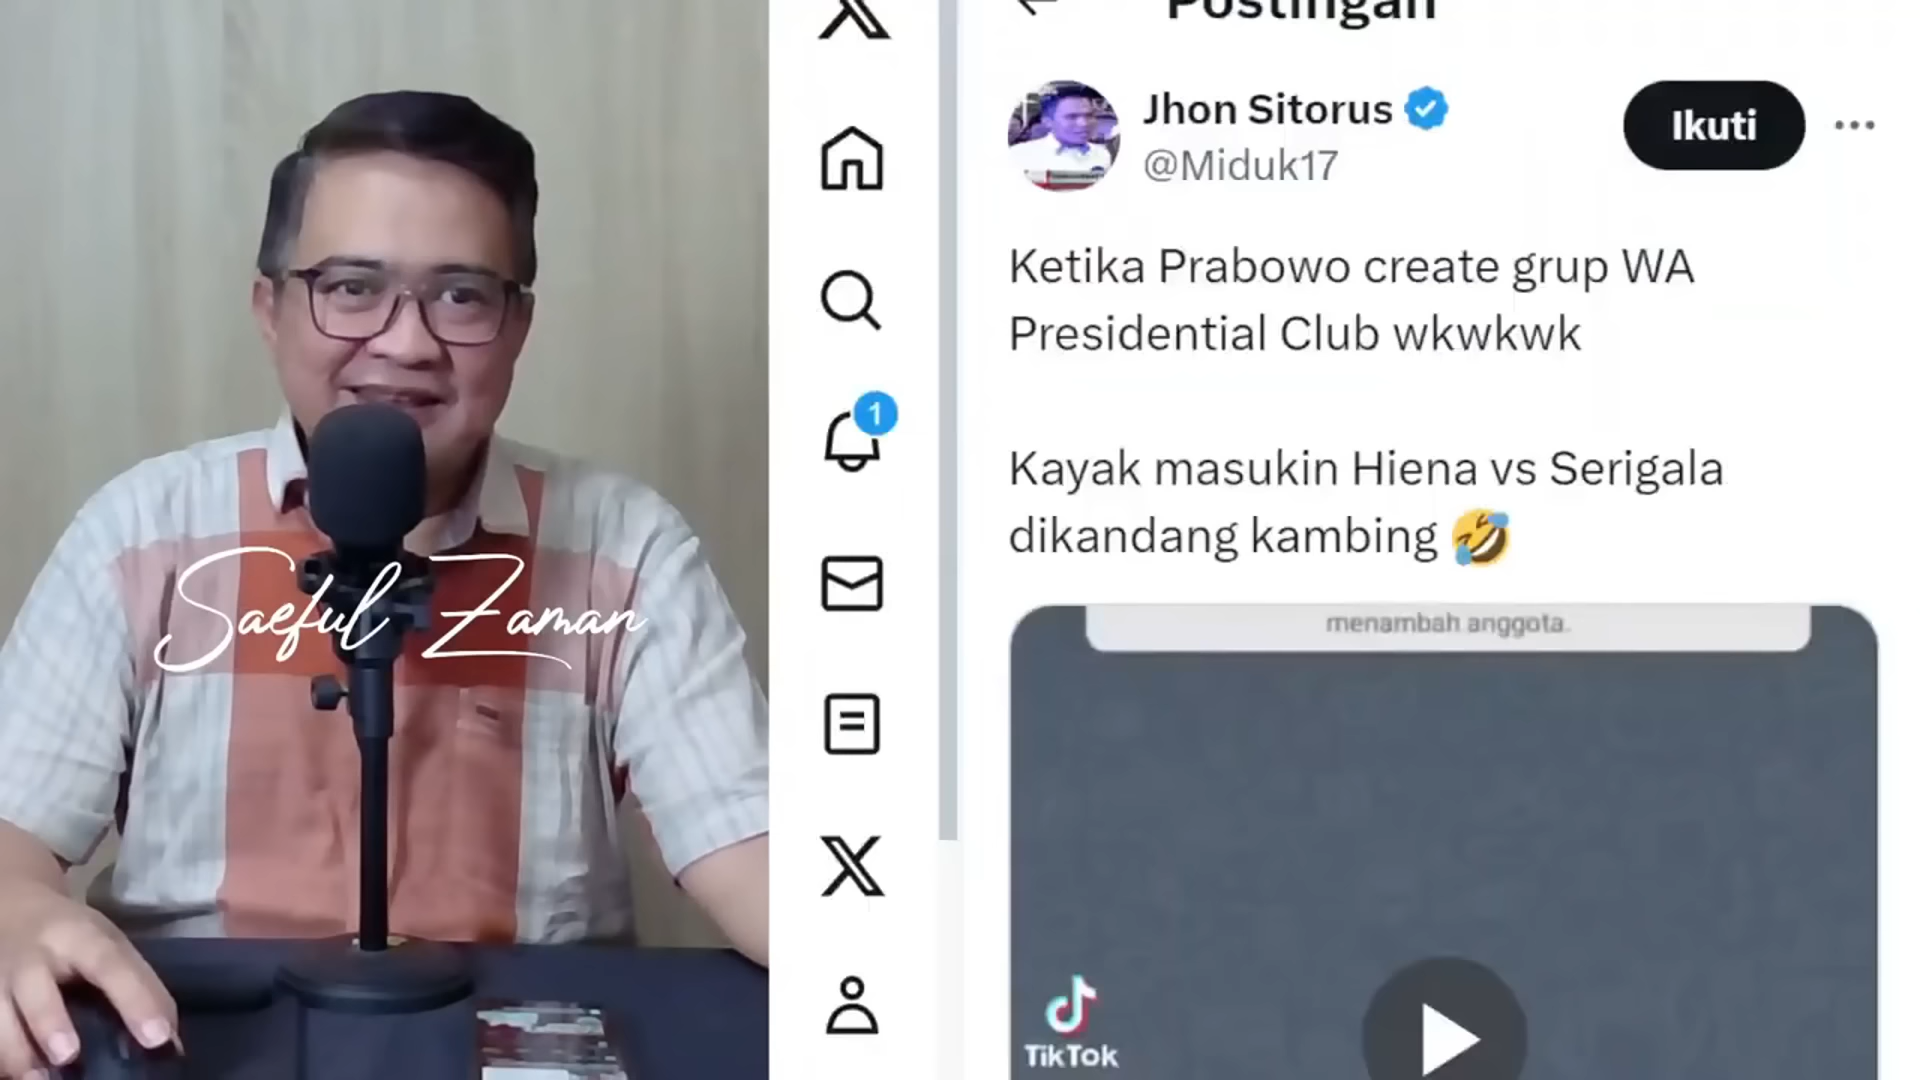 Saeful Zaman
Postingan
Jhon Sitorus
@Miduk17
Ikuti
1
Ketika Prabowo create grup WA
Presidential Club wkwkwk
Kayak masukin Hiena vs Serigala
dikandang kambing 🤣
menambah anggota.
TikTok